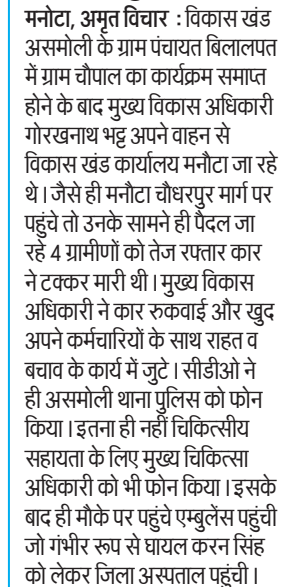 मनोटा, अमृत विचार : विकास खंड
असमोली के ग्राम पंचायत बिलालपत
में ग्राम चौपाल का कार्यक्रम समाप्त
होने के बाद मुख्य विकास अधिकारी
गोरखनाथ भट्ट अपने वाहन से
विकास खंड कार्यालय मनौटा जा रहे
थे। जैसे ही मनौटा चौधरपुर मार्ग पर
पहुंचे तो उनके सामने ही पैदल जा
रहे 4 ग्रामीणों को तेज रफ्तार कार
ने टक्कर मारी थी। मुख्य विकास
अधिकारी ने कार रुकवाई और खुद
अपने कर्मचारियों के साथ राहत व
बचाव के कार्य में जुटे। सीडीओ ने
ही असमोली थाना पुलिस को फोन
किया। इतना ही नहीं चिकित्सीय
सहायता के लिए मुख्य चिकित्सा
अधिकारी को भी फोन किया। इसके
बाद ही मौके पर पहुंचे एम्बुलेंस पहुंची
जो गंभीर रूप से घायल करन सिंह
को लेकर जिला अस्पताल पहुंची।